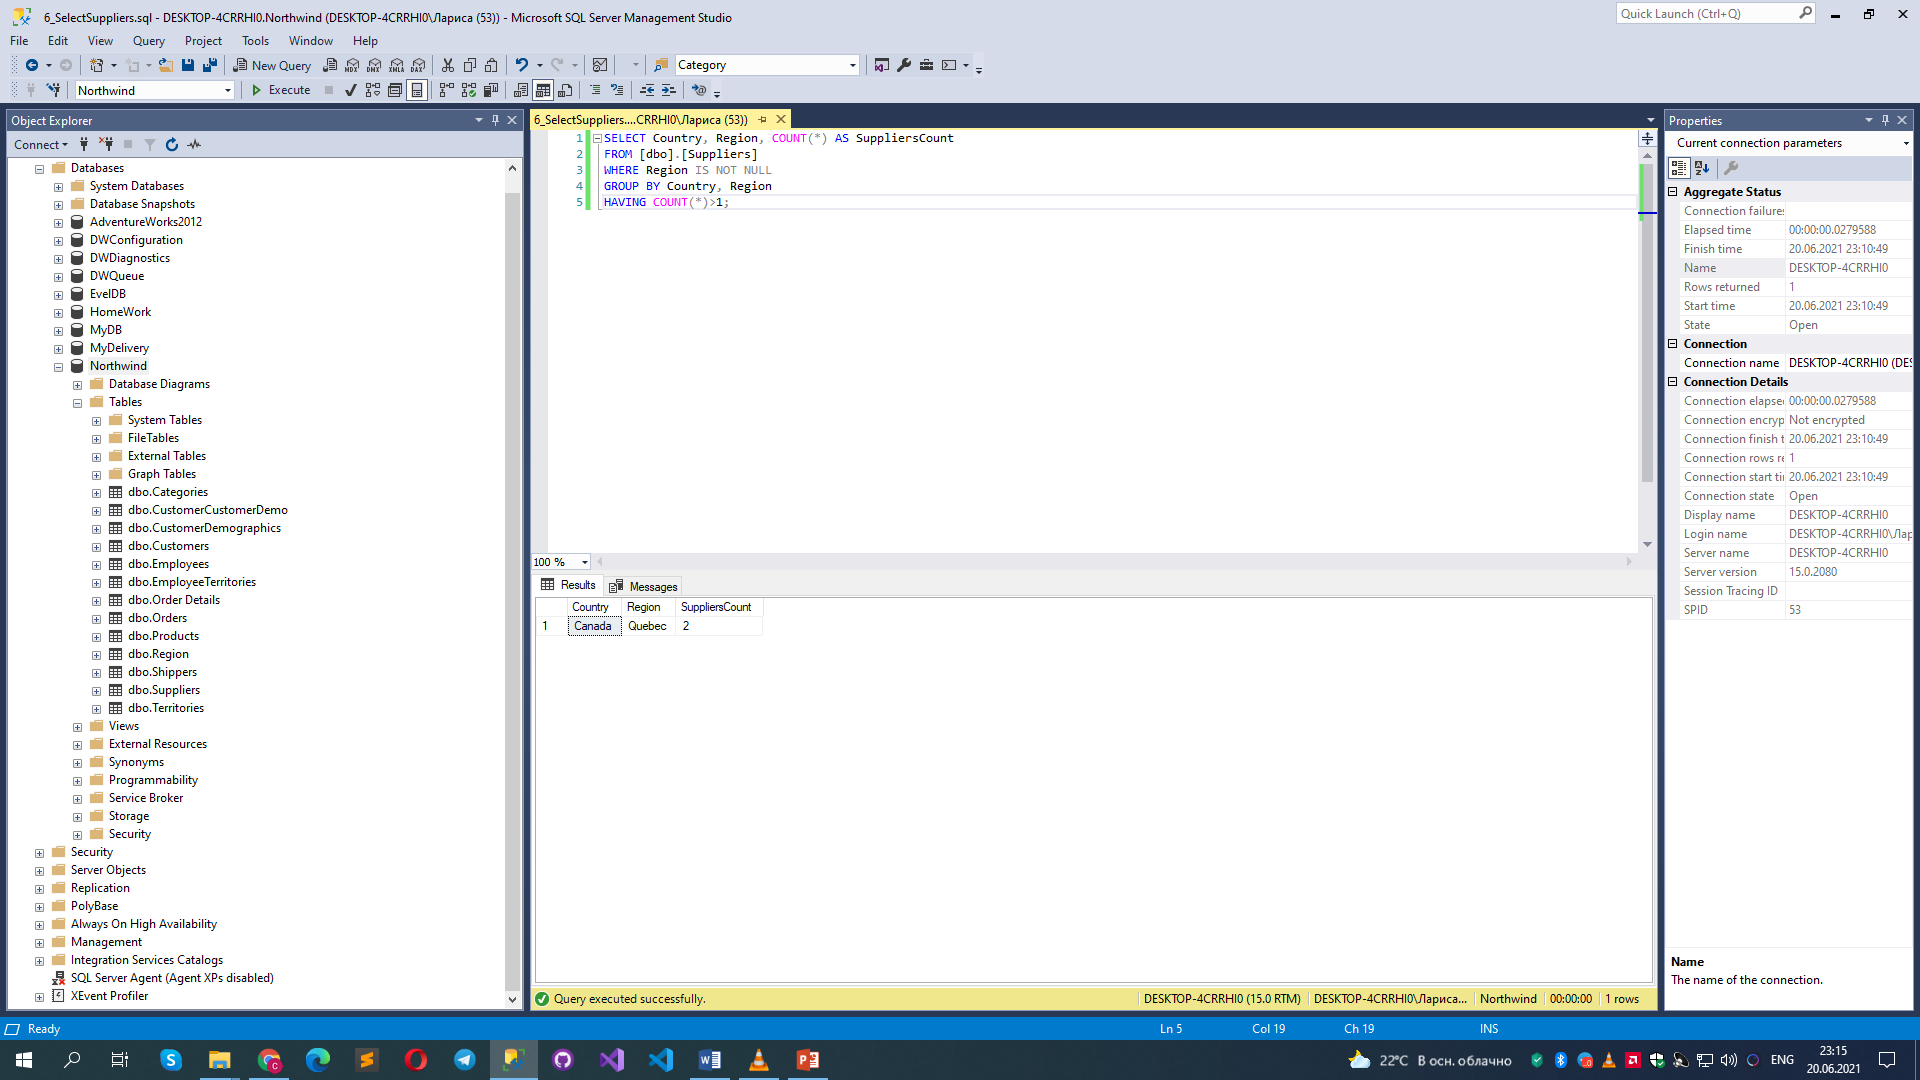 6_SelectSuppliers.sql - DESKTOP-4CRRHI0.Northwind (DESKTOP-4CRRHI0\Лариса (53)) - Microsoft SQL Server Management Studio
Quick Launch (Ctrl+Q)
File Edit View Query Project Tools Window Help
New Query
MDX DMX XMLA DAX
Category
Northwind
Execute
Object Explorer
Connect
Databases
System Databases
Database Snapshots
AdventureWorks2012
DWConfiguration
DWDiagnostics
DWQueue
EvelDB
HomeWork
MyDB
MyDelivery
Northwind
Database Diagrams
Tables
System Tables
FileTables
External Tables
Graph Tables
dbo.Categories
dbo.CustomerCustomerDemo
dbo.CustomerDemographics
dbo.Customers
dbo.Employees
dbo.EmployeeTerritories
dbo.Order Details
dbo.Orders
dbo.Products
dbo.Region
dbo.Shippers
dbo.Suppliers
dbo.Territories
Views
External Resources
Synonyms
Programmability
Service Broker
Storage
Security
Security
Server Objects
Replication
PolyBase
Always On High Availability
Management
Integration Services Catalogs
SQL Server Agent (Agent XPs disabled)
XEvent Profiler
6_SelectSuppliers....CRRHI0\Лариса (53))
1 SELECT Country, Region, COUNT(*) AS SuppliersCount
2 FROM [dbo].[Suppliers]
3 WHERE Region IS NOT NULL
4 GROUP BY Country, Region
5 HAVING COUNT(*)>1;
100 %
Results Messages
Country Region SuppliersCount
1 Canada Quebec 2
Query executed successfully.
DESKTOP-4CRRHI0 (15.0 RTM) DESKTOP-4CRRHI0\Лариса... Northwind 00:00:00 1 rows
Properties
Current connection parameters
Aggregate Status
Connection failures
Elapsed time 00:00:00.0279588
Finish time 20.06.2021 23:10:49
Name DESKTOP-4CRRHI0
Rows returned 1
Start time 20.06.2021 23:10:49
State Open
Connection
Connection name DESKTOP-4CRRHI0 (DES
Connection Details
Connection elapse 00:00:00.0279588
Connection encryp Not encrypted
Connection finish t 20.06.2021 23:10:49
Connection rows re 1
Connection start ti 20.06.2021 23:10:49
Connection state Open
Display name DESKTOP-4CRRHI0
Login name DESKTOP-4CRRHI0\Лар
Server name DESKTOP-4CRRHI0
Server version 15.0.2080
Session Tracing ID
SPID 53
Name
The name of the connection.
Ready
Ln 5 Col 19 Ch 19 INS
22°C В осн. облачно
ENG
23:15
20.06.2021